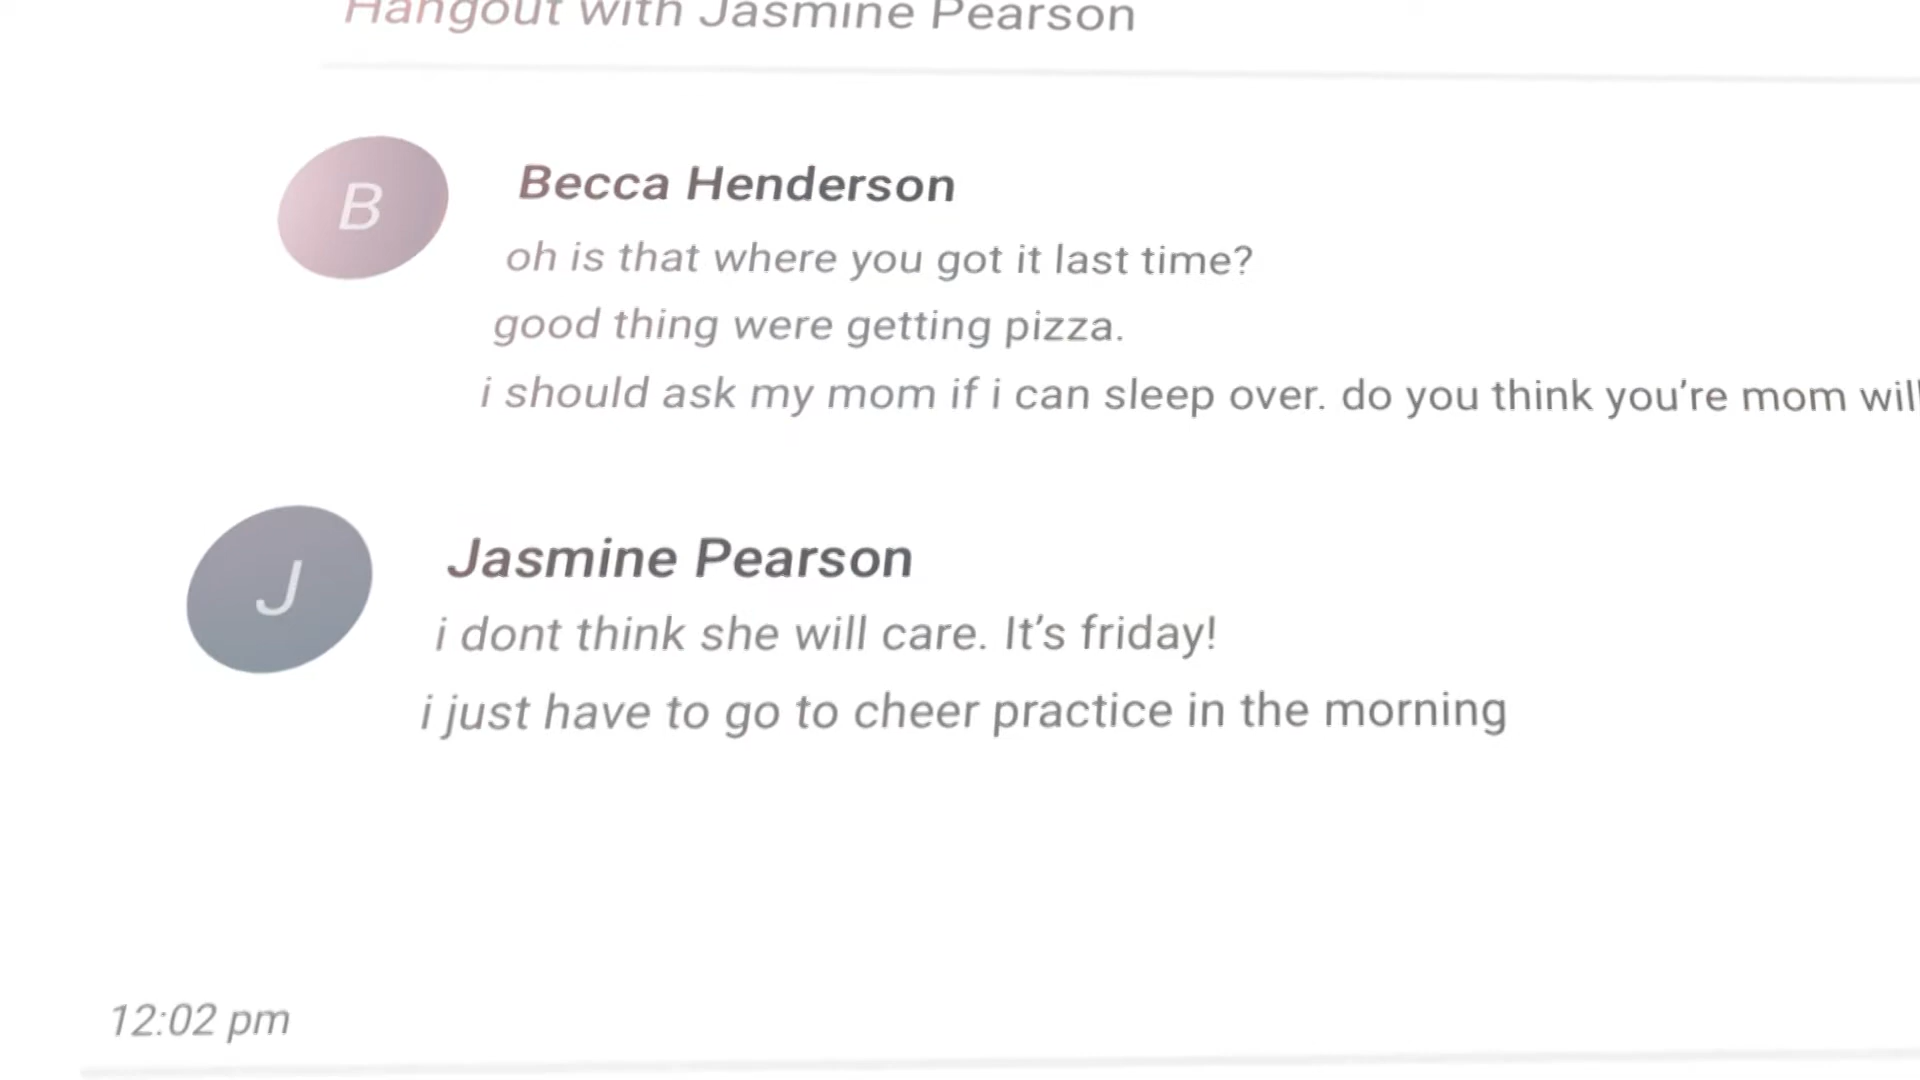 Hangout with Jasmine Pearson
B
Becca Henderson
oh is that where you got it last time?
good thing were getting pizza.
i should ask my mom if i can sleep over. do you think you’re mom will
J
Jasmine Pearson
i dont think she will care. It’s friday!
i just have to go to cheer practice in the morning
12:02 pm